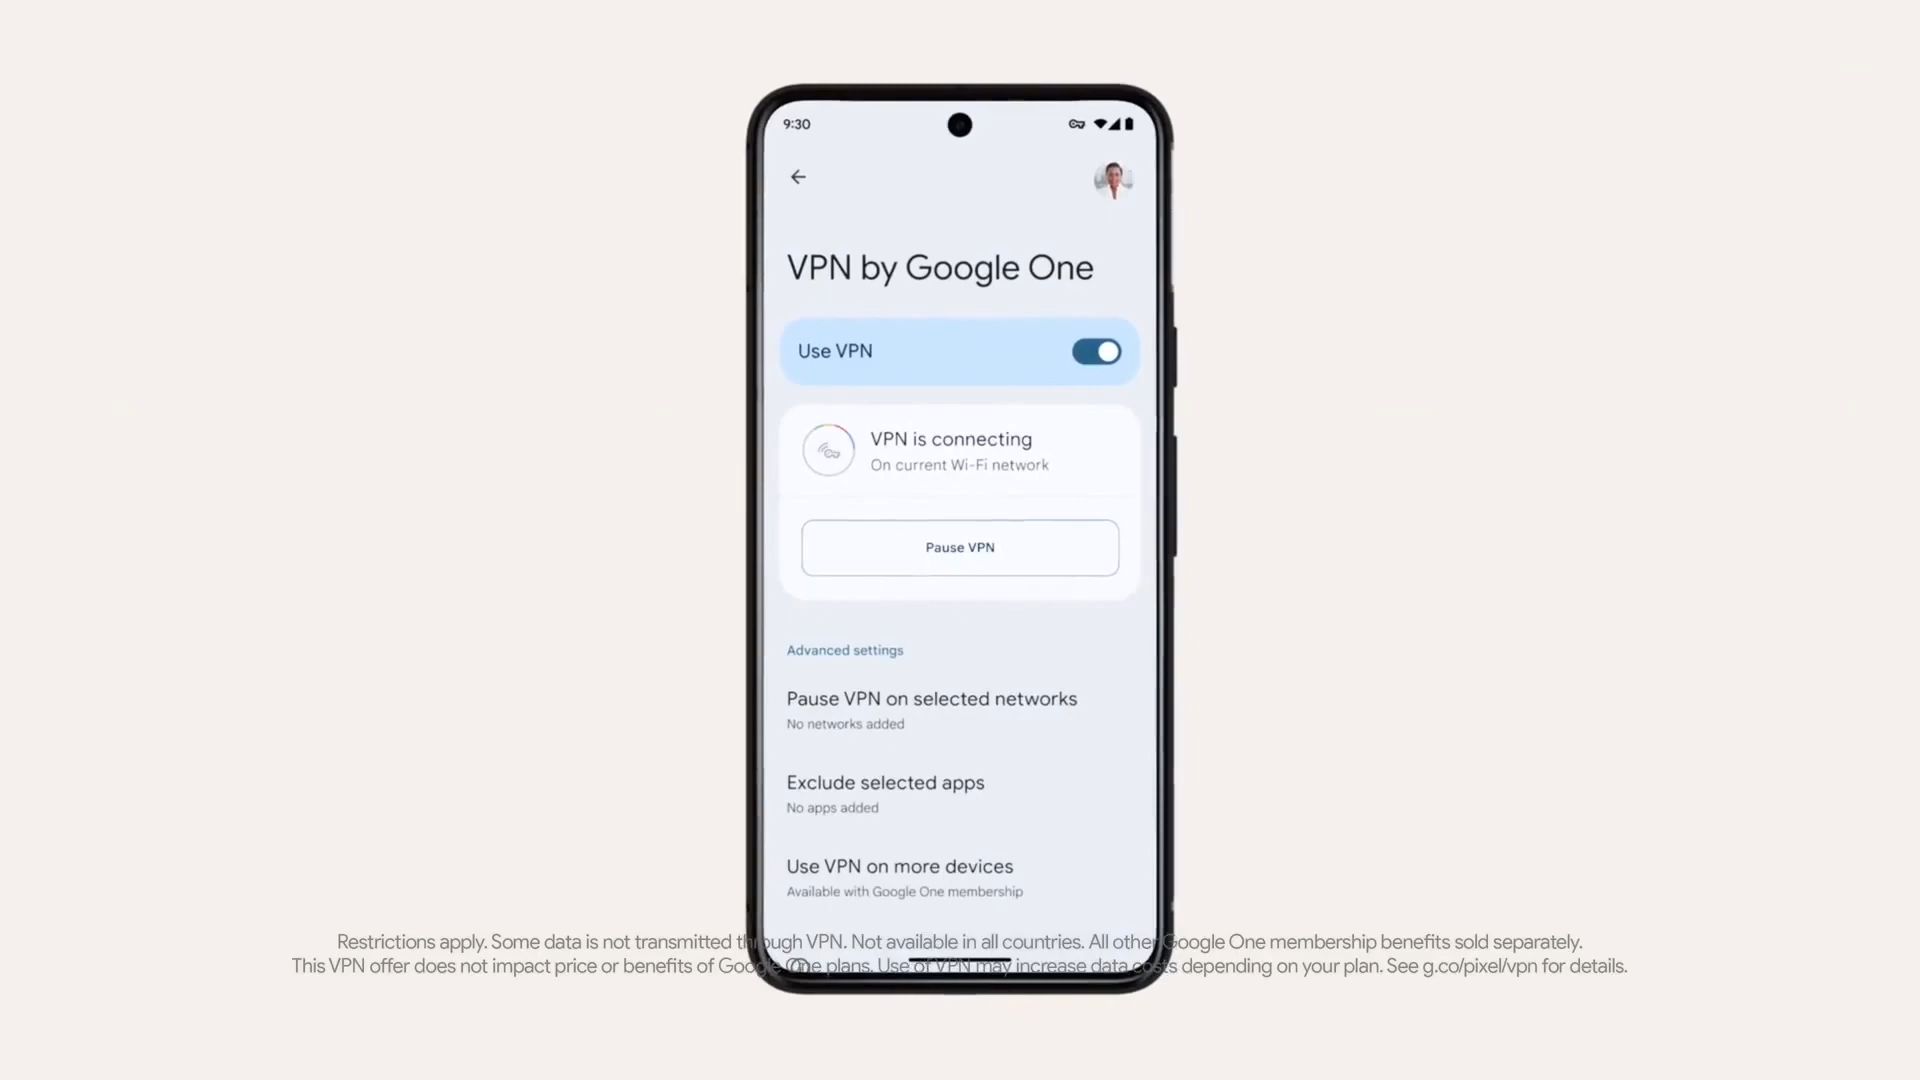 9:30
VPN by Google One
Use VPN
VPN is connecting
On current Wi-Fi network
Pause VPN
Advanced settings
Pause VPN on selected networks
No networks added
Exclude selected apps
No apps added
Use VPN on more devices
Available with Google One membership
Restrictions apply. Some data is not transmitted through VPN. Not available in all countries. All other Google One membership benefits sold separately.
This VPN offer does not impact price or benefits of Google One plans. Use of VPN may increase data costs depending on your plan. See g.co/pixel/vpn for details.